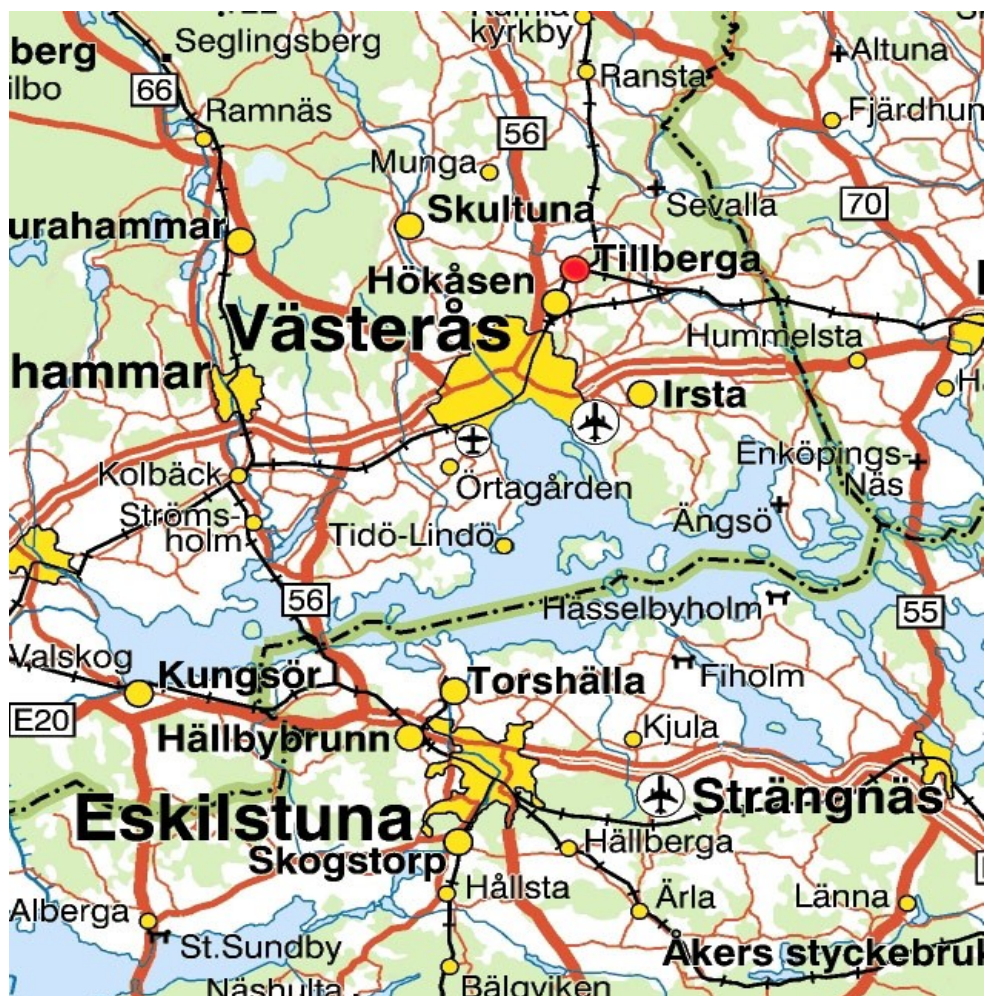 kyrkby
Seglingsberg
Altuna
berg
Ransta
ilbo
66
Ramnäs
56
Munga
Sevalla
70
Skultuna
urahammar
Tillberga
Hökåsen
Västerås
Hummelsta
hammar
Irsta
Kolbäck
Örtagården
Enköpings-
Näs
Ströms-
holm
Tidö-Lindö
Ängsö
56
Hässelbyholm
55
Valskog
Kungsör
Torshälla
Fiholm
E20
Hällbybrunn
Kjula
Eskilstuna
Strängnäs
Skogstorp
Hällberga
Hållsta
Ärla
Länna
Alberga
St.Sundby
Åkers styckebruk
Näshulta
Bälgviken